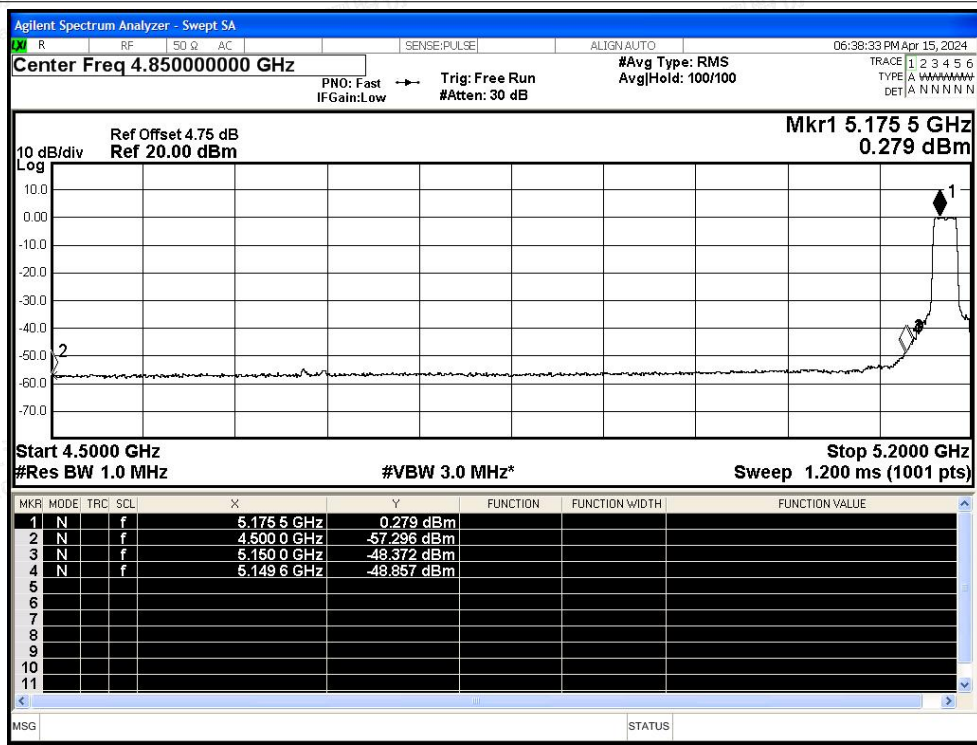 Agilent Spectrum Analyzer - Swept SA
LXI R RF 50 Ω AC SENSE:PULSE ALIGN AUTO 06:38:33 PM Apr 15, 2024
Center Freq 4.850000000 GHz #Avg Type: RMS TRACE 1 2 3 4 5 6
PNO: Fast Trig: Free Run Avg|Hold: 100/100 TYPE A WWWWW
IFGain:Low #Atten: 30 dB DET A N N N N N
Mkr1 5.175 5 GHz
Ref Offset 4.75 dB
10 dB/div Ref 20.00 dBm 0.279 dBm
Log
10.0
1
0.00
-10.0
-20.0
-30.0
-40.0
-50.0
2
-60.0
-70.0
Start 4.5000 GHz Stop 5.2000 GHz
#Res BW 1.0 MHz #VBW 3.0 MHz* Sweep 1.200 ms (1001 pts)
MKR MODE TRC SCL X Y FUNCTION FUNCTION WIDTH FUNCTION VALUE
1 N f 5.175 5 GHz 0.279 dBm
2 N f 4.500 0 GHz -57.296 dBm
3 N f 5.150 0 GHz -48.372 dBm
4 N f 5.149 6 GHz -48.857 dBm
5
6
7
8
9
10
11
MSG STATUS